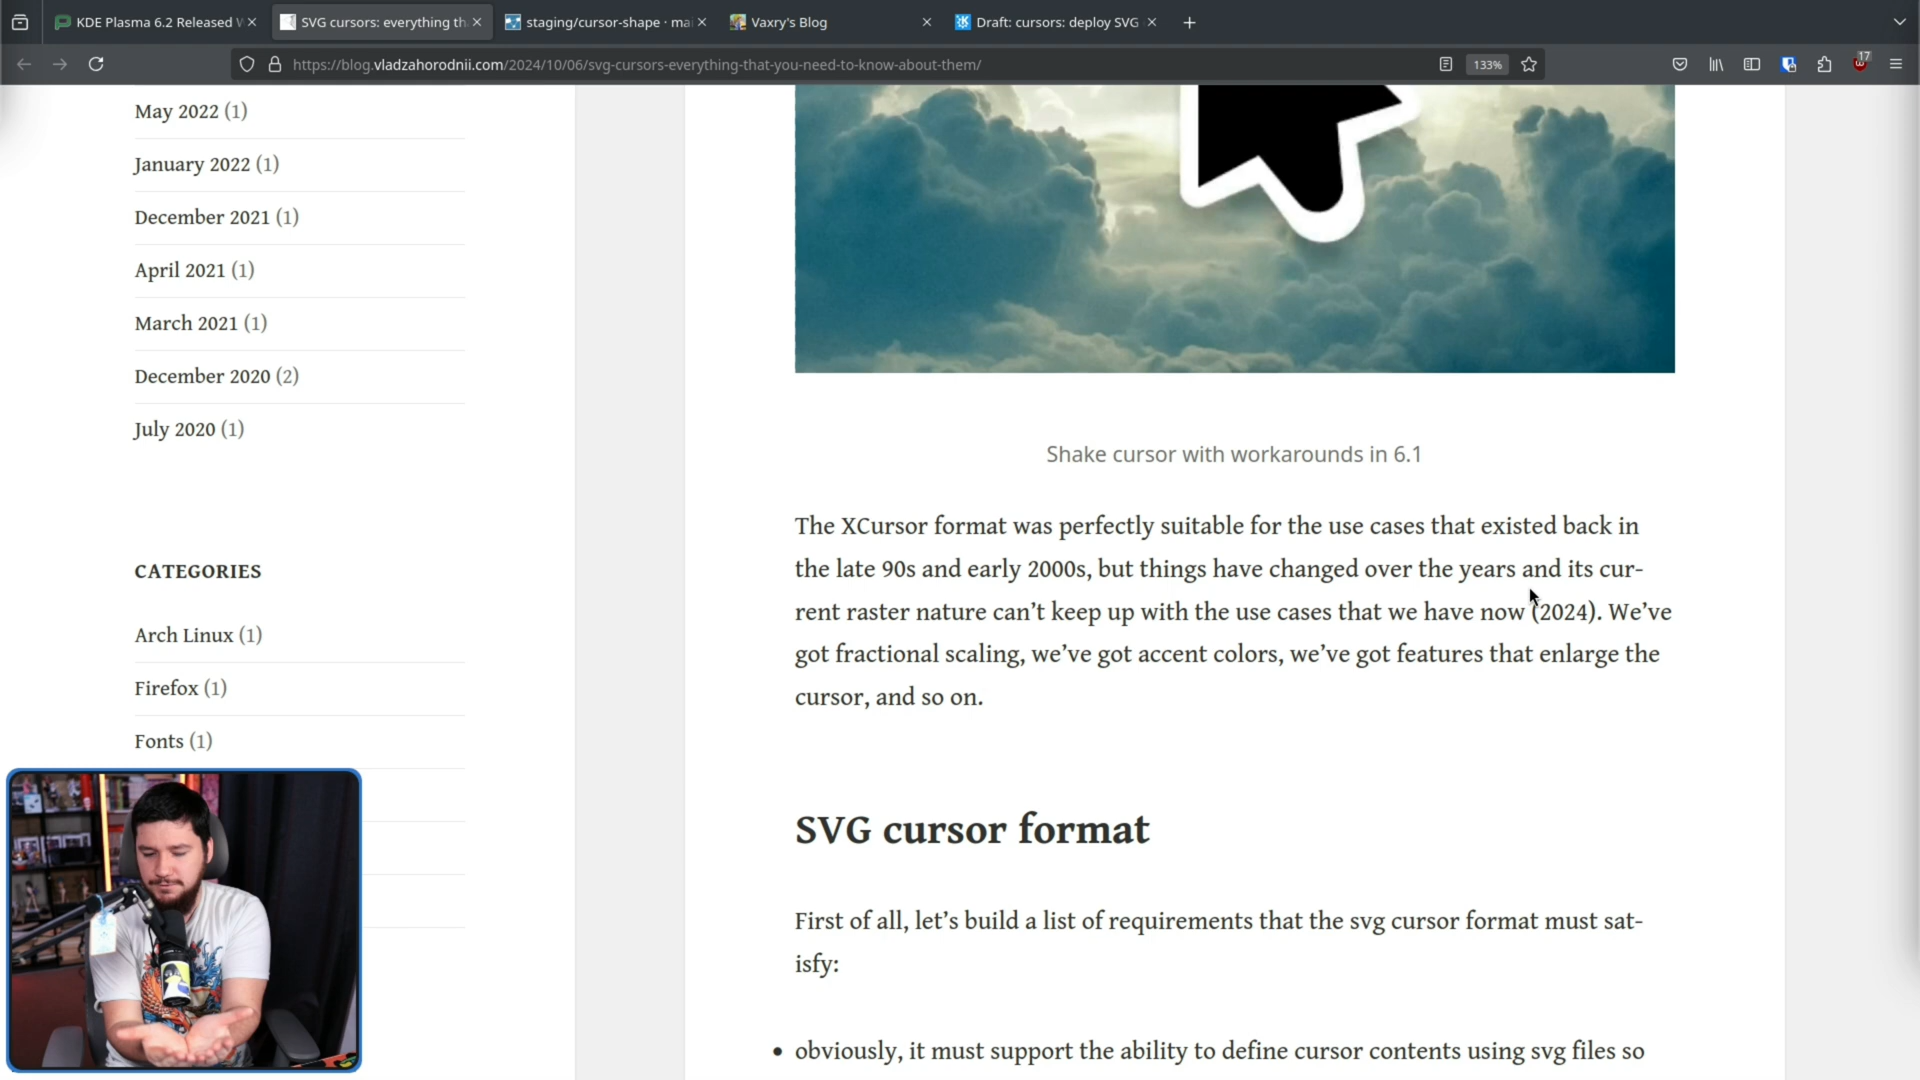 KDE Plasma 6.2 Released
SVG cursors: everything th
staging/cursor-shape · mai
Vaxry's Blog
Draft: cursors: deploy SVG
https://blog.vladzahorodnii.com/2024/10/06/svg-cursors-everything-that-you-need-to-know-about-them/
133%
17
May 2022 (1)
January 2022 (1)
December 2021 (1)
April 2021 (1)
March 2021 (1)
December 2020 (2)
July 2020 (1)
CATEGORIES
Arch Linux (1)
Firefox (1)
Fonts (1)
Shake cursor with workarounds in 6.1
The XCursor format was perfectly suitable for the use cases that existed back in
the late 90s and early 2000s, but things have changed over the years and its cur-
rent raster nature can’t keep up with the use cases that we have now (2024). We’ve
got fractional scaling, we’ve got accent colors, we’ve got features that enlarge the
cursor, and so on.
SVG cursor format
First of all, let’s build a list of requirements that the svg cursor format must sat-
isfy:
• obviously, it must support the ability to define cursor contents using svg files so